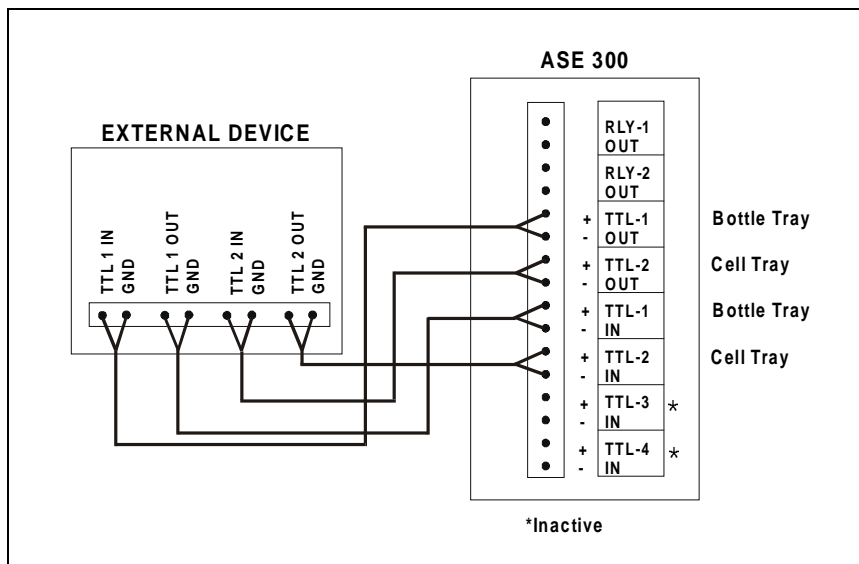 ASE 300
EXTERNAL DEVICE
TTL 1 IN
GND
TTL 1 OUT
GND
TTL 2 IN
GND
TTL 2 OUT
GND
RLY-1
OUT
RLY-2
OUT
+ TTL-1 Bottle Tray
- OUT
+ TTL-2 Cell Tray
- OUT
+ TTL-1 Bottle Tray
- IN
+ TTL-2 Cell Tray
- IN
+ TTL-3 *
- IN
+ TTL-4 *
- IN
*Inactive